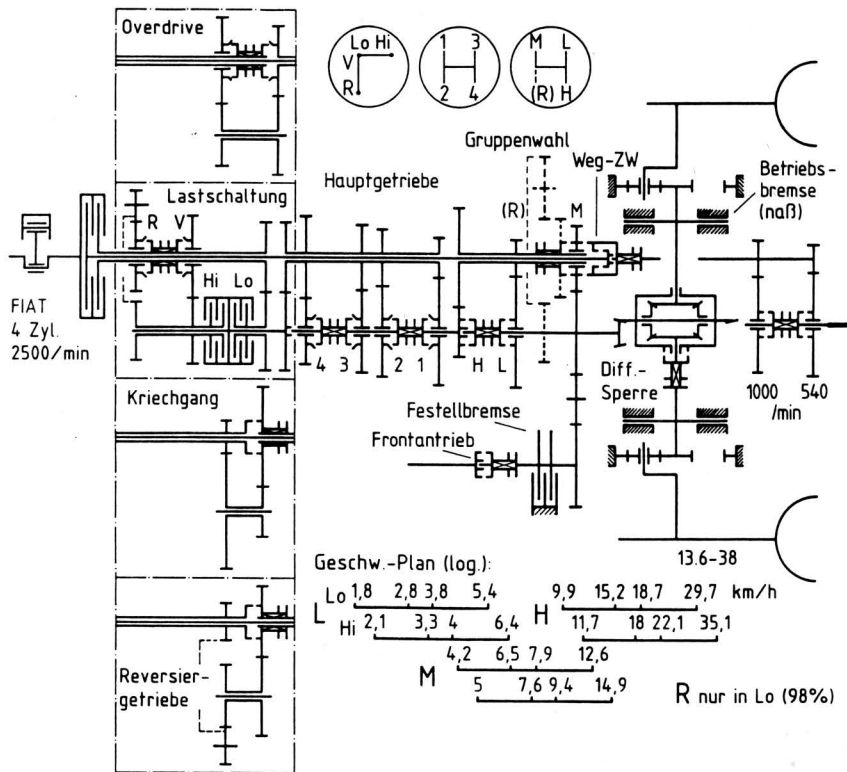 Overdrive
Lo Hi
V
R
1 3
2 4
M L
(R) H
Gruppenwahl
Weg-ZW
Betriebs-
bremse
(naß)
Lastschaltung
Hauptgetriebe
R V
(R)
M
Hi Lo
FIAT
4 Zyl.
2500/min
4 3 2 1 H L
Diff.-
Sperre
1000 540
/min
Kriechgang
Festellbremse
Frontantrieb
13.6-38
Geschw.-Plan (log.):
L Lo 1,8 2,8 3,8 5,4
Hi 2,1 3,3 4 6,4
H 9,9 15,2 18,7 29,7 km/h
11,7 18 22,1 35,1
M 4,2 6,5 7,9 12,6
5 7,6 9,4 14,9
R nur in Lo (98%)
Reversier-
getriebe